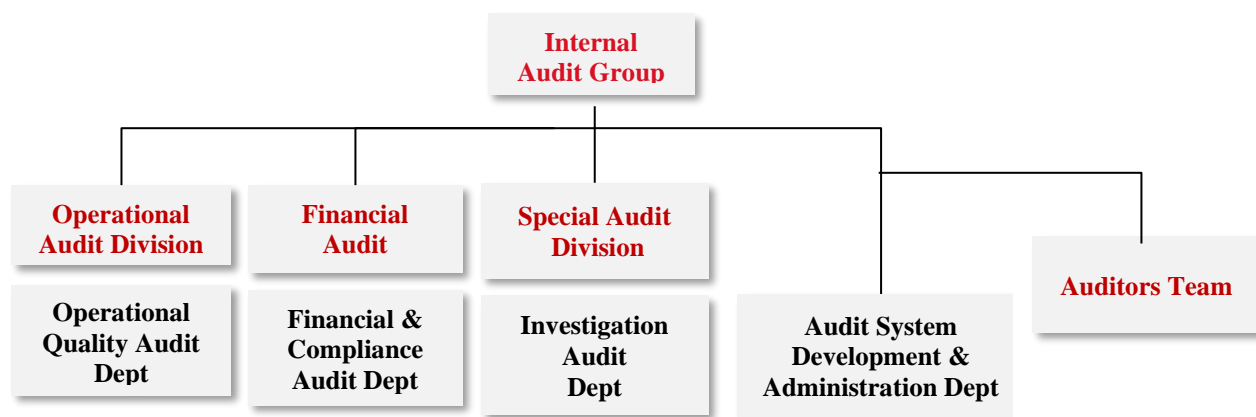 Internal
Audit Group
Operational
Audit Division
Financial
Audit
Special Audit
Division
Auditors Team
Operational
Quality Audit
Dept
Financial &
Compliance
Audit Dept
Investigation
Audit
Dept
Audit System
Development &
Administration Dept